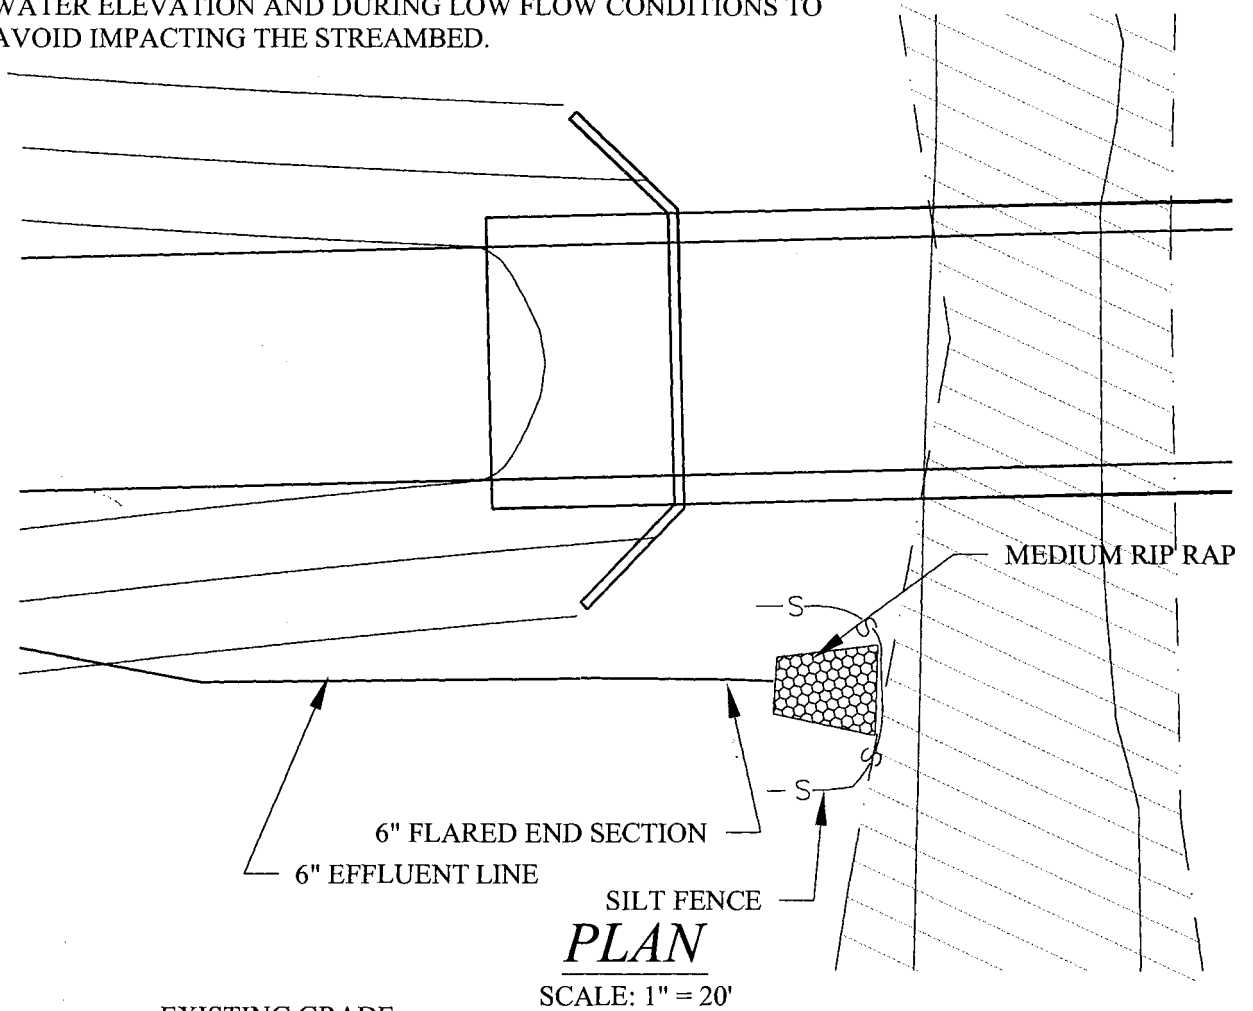 WATER ELEVATION AND DURING LOW FLOW CONDITIONS TO
AVOID IMPACTING THE STREAMBED.
MEDIUM RIP RAP
S
S
S
S
6" FLARED END SECTION
6" EFFLUENT LINE
SILT FENCE
PLAN
SCALE: 1" = 20'
EXISTING GRADE